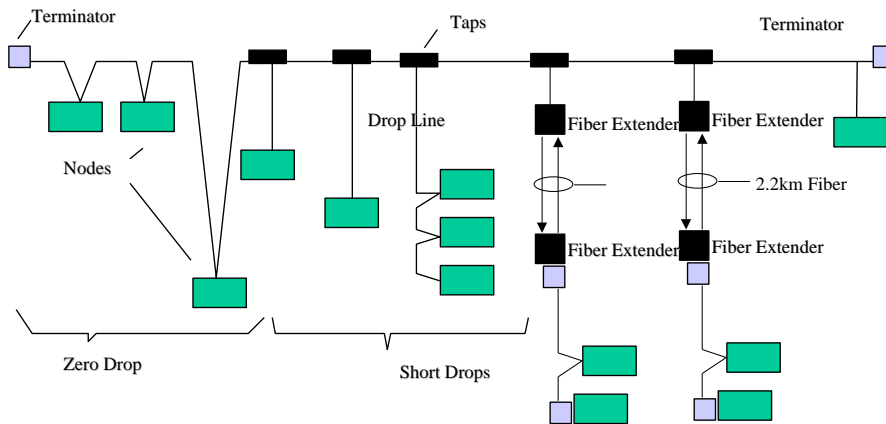 Terminator
Taps
Terminator
Drop Line
Fiber Extender
Fiber Extender
Nodes
2.2km Fiber
Fiber Extender
Fiber Extender
Zero Drop
Short Drops